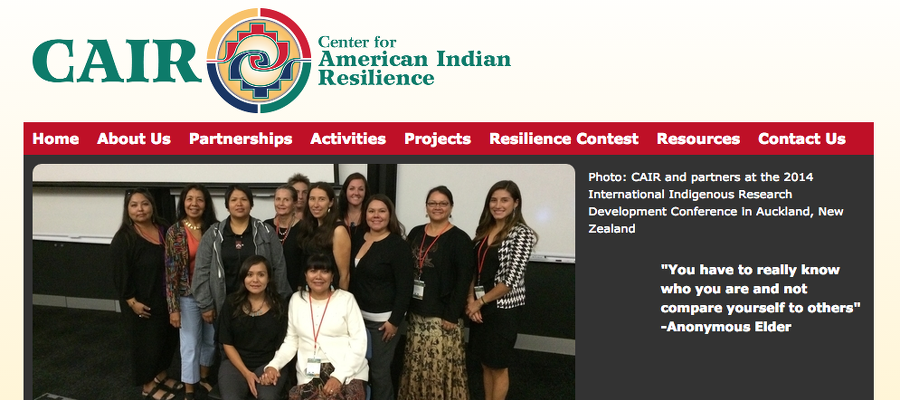 CAIR
Center for
American Indian
Resilience
Home About Us Partnerships Activities Projects Resilience Contest Resources Contact Us
Photo: CAIR and partners at the 2014
International Indigenous Research
Development Conference in Auckland, New
Zealand
"You have to really know
who you are and not
compare yourself to others"
-Anonymous Elder